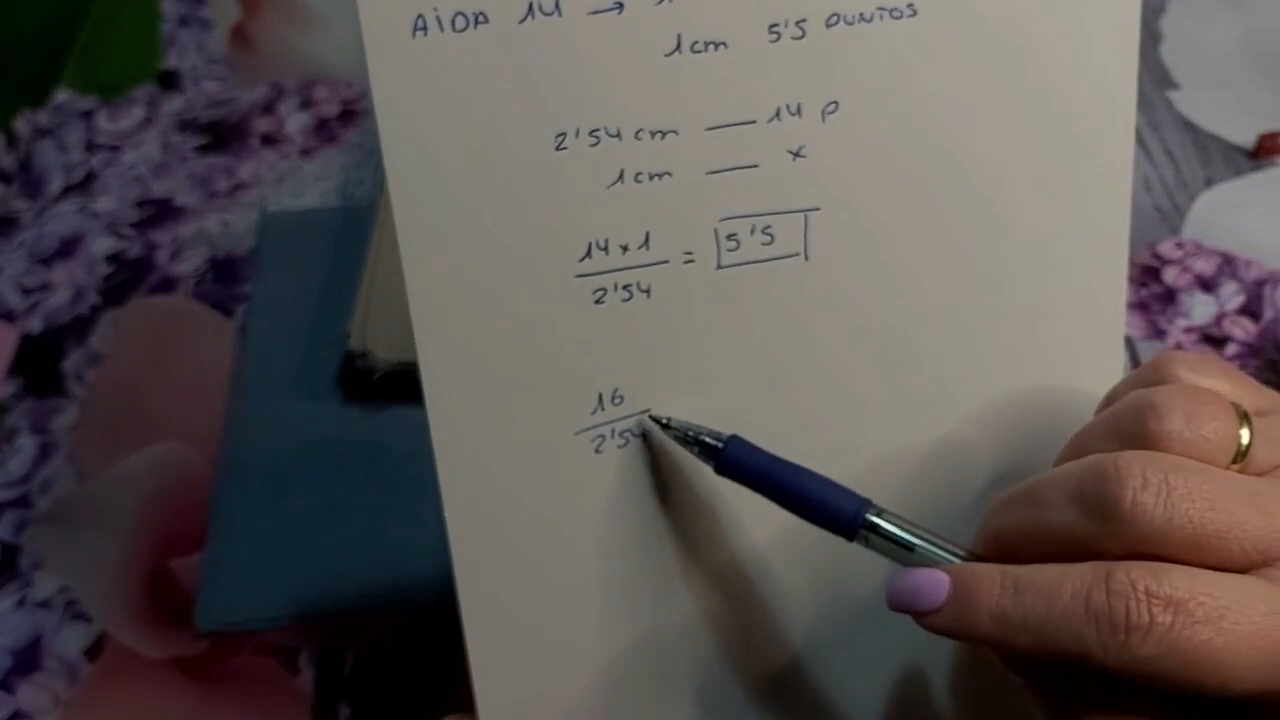 AiDA 14 →
1cm 5'5 PUNTOS
2'54 cm — 14 p
1cm — x
14 x 1 = 5'5
2'54
16
2'54